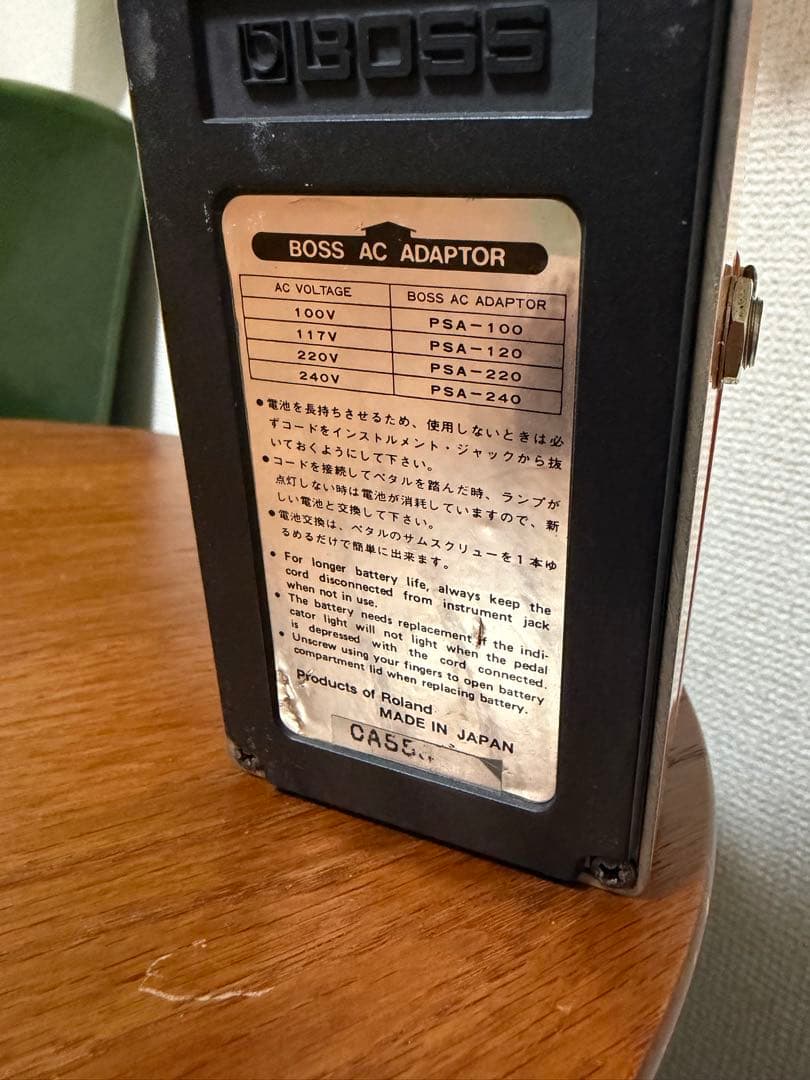 BOSS
BOSS AC ADAPTOR
AC VOLTAGE BOSS AC ADAPTOR
100V PSA-100
117V PSA-120
220V PSA-220
240V PSA-240
●電池を長持ちさせるため、使用しないときは必
ずコードをインストルメント・ジャックから抜
いておくようにして下さい。
●コードを接続してペダルを踏んだ時、ランプが
点灯しない時は電池が消耗していますので、新
しい電池と交換して下さい。
●電池交換は、ペダルのサムスクリューを1本ゆ
るめるだけで簡単に出来ます。
● For longer battery life, always keep the
cord disconnected from instrument jack
when not in use.
● The battery needs replacement if the indi-
cator light will not light when the pedal
is depressed with the cord connected.
● Unscrew using your fingers to open battery
compartment lid when replacing battery.
Products of Roland
MADE IN JAPAN